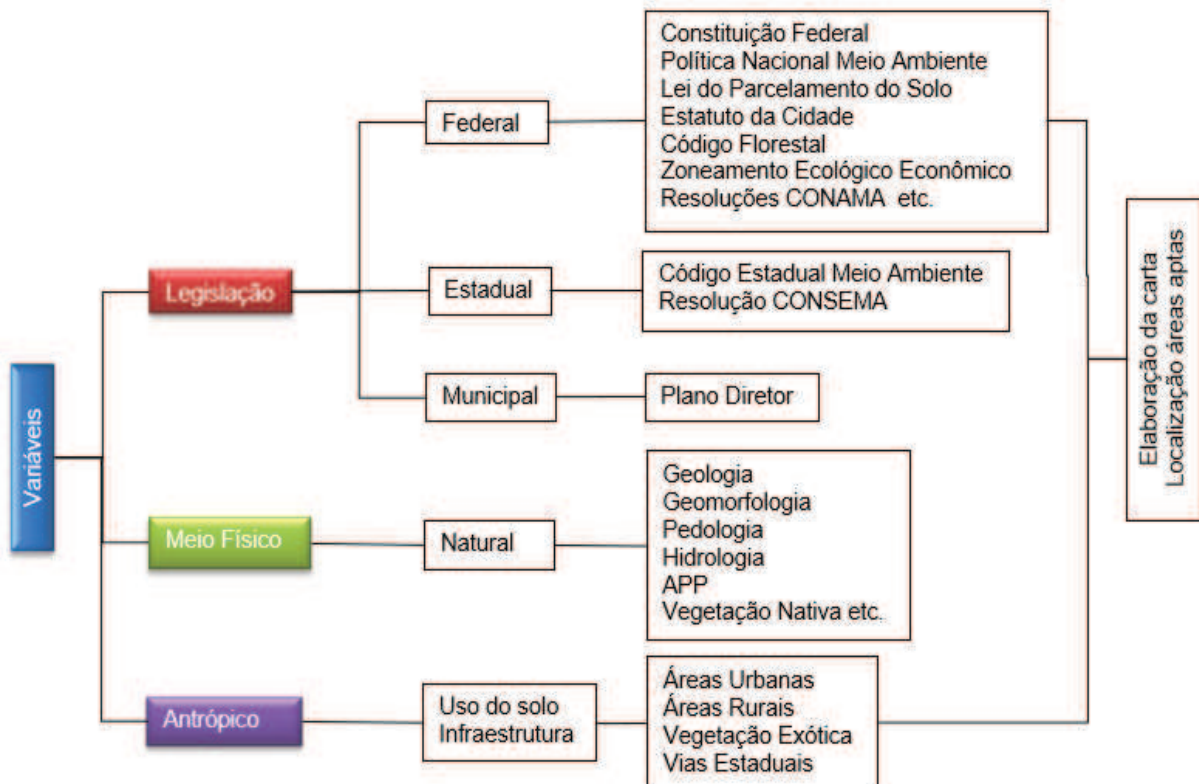 Variáveis
Legislação
Federal
Constituição Federal
Política Nacional Meio Ambiente
Lei do Parcelamento do Solo
Estatuto da Cidade
Código Florestal
Zoneamento Ecológico Econômico
Resoluções CONAMA etc.
Estadual
Código Estadual Meio Ambiente
Resolução CONSEMA
Municipal
Plano Diretor
Meio Físico
Natural
Geologia
Geomorfologia
Pedologia
Hidrologia
APP
Vegetação Nativa etc.
Antrópico
Uso do solo
Infraestrutura
Áreas Urbanas
Áreas Rurais
Vegetação Exótica
Vias Estaduais
Elaboração da carta
Localização áreas aptas